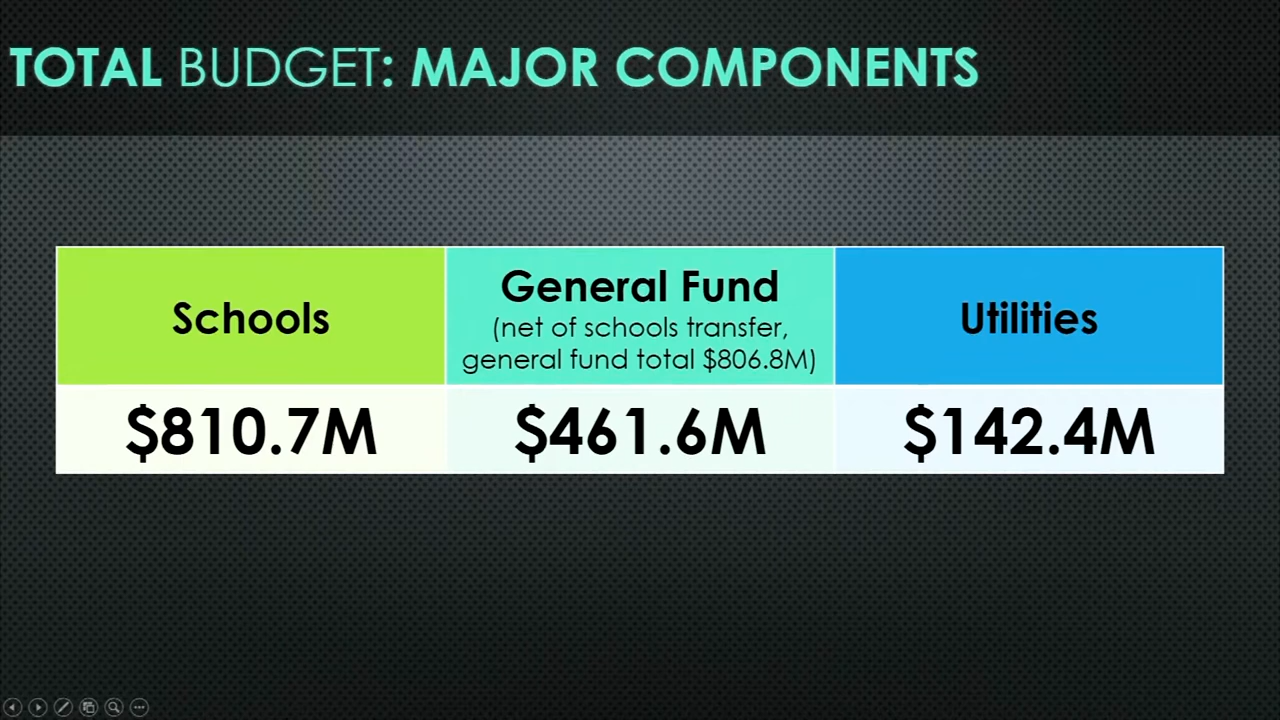 TOTAL BUDGET: MAJOR COMPONENTS
Schools
General Fund
(net of schools transfer,
general fund total $806.8M)
Utilities
$810.7M
$461.6M
$142.4M